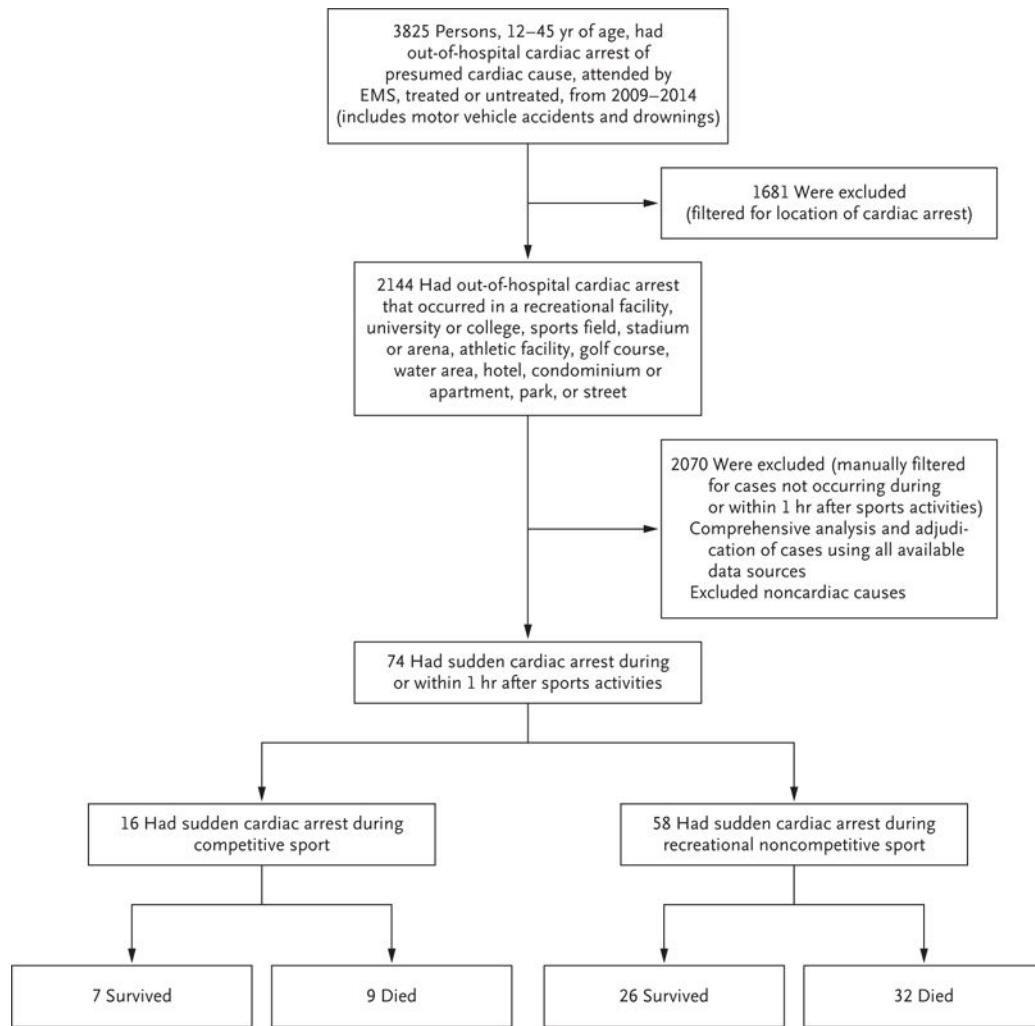 3825 Persons, 12–45 yr of age, had
out-of-hospital cardiac arrest of
presumed cardiac cause, attended by
EMS, treated or untreated, from 2009–2014
(includes motor vehicle accidents and drownings)
1681 Were excluded
(filtered for location of cardiac arrest)
2144 Had out-of-hospital cardiac arrest
that occurred in a recreational facility,
university or college, sports field, stadium
or arena, athletic facility, golf course,
water area, hotel, condominium or
apartment, park, or street
2070 Were excluded (manually filtered
for cases not occurring during
or within 1 hr after sports activities)
Comprehensive analysis and adjudi-
cation of cases using all available
data sources
Excluded noncardiac causes
74 Had sudden cardiac arrest during
or within 1 hr after sports activities
16 Had sudden cardiac arrest during
competitive sport
58 Had sudden cardiac arrest during
recreational noncompetitive sport
7 Survived
9 Died
26 Survived
32 Died